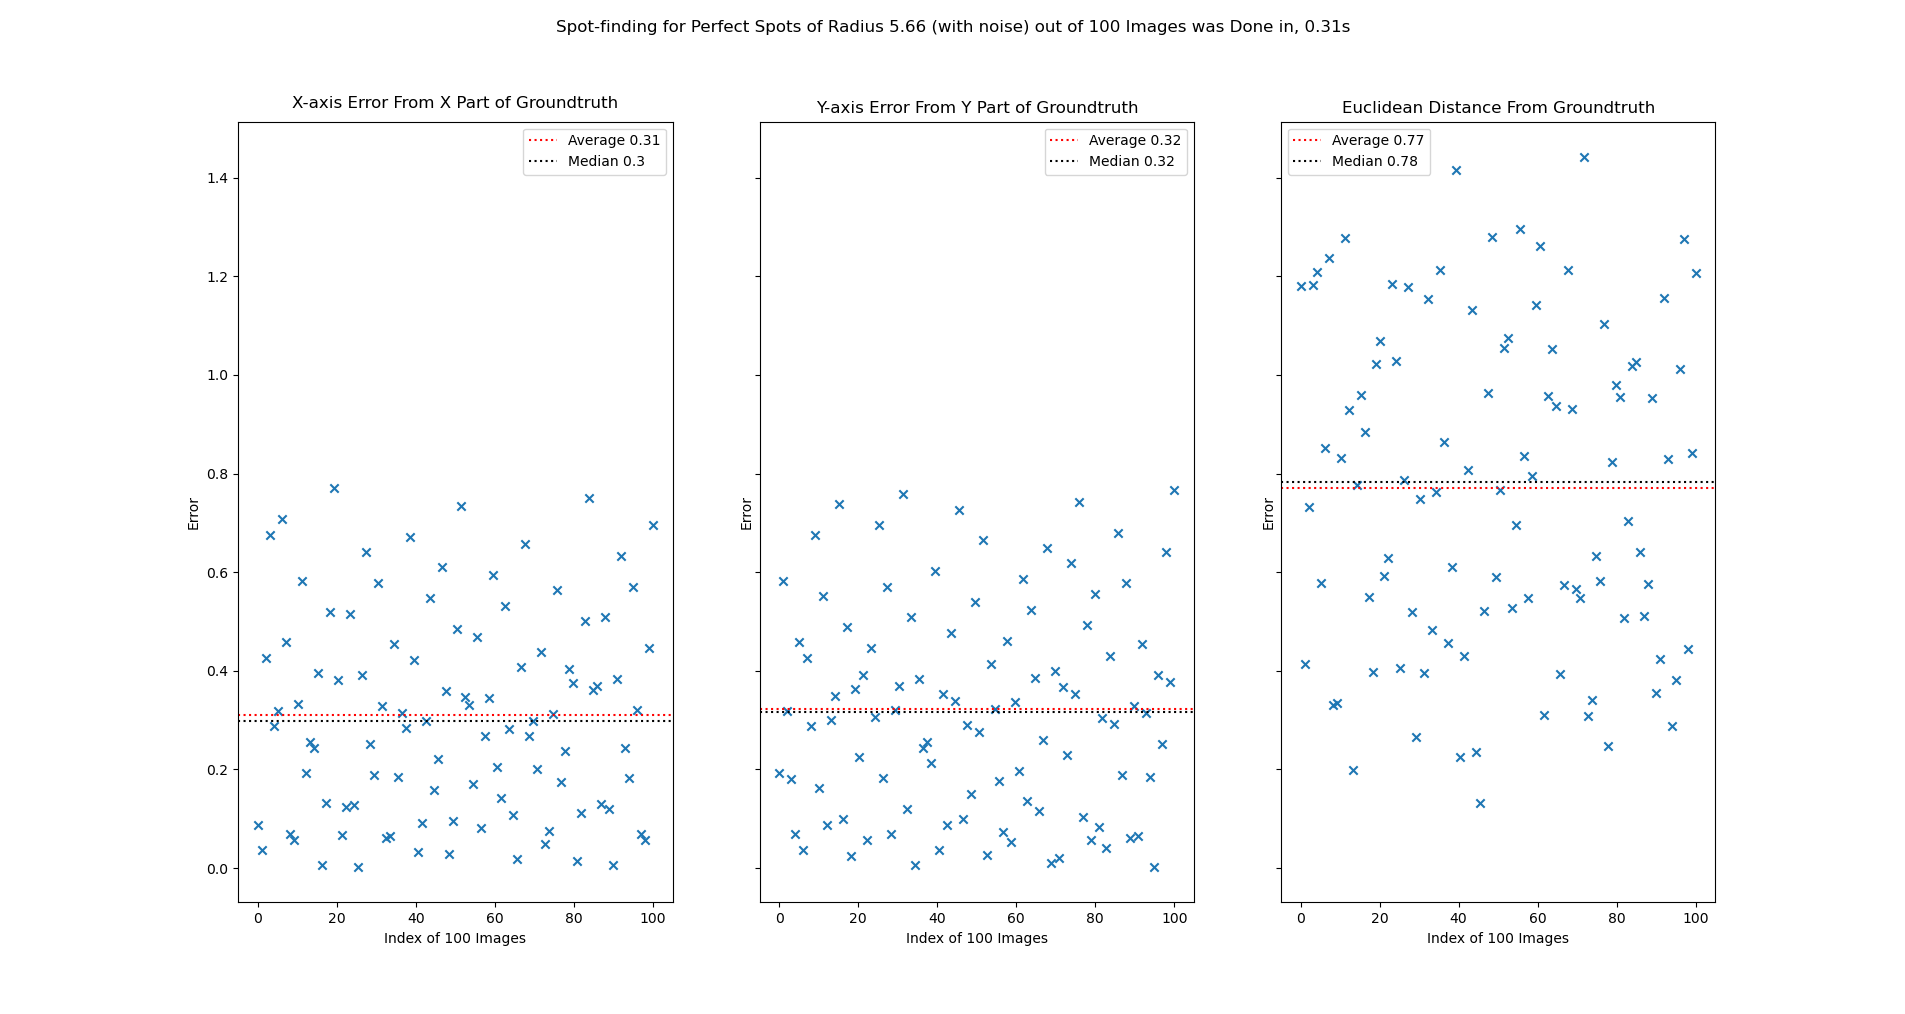 Spot-finding for Perfect Spots of Radius 5.66 (with noise) out of 100 Images was Done in, 0.31s
X-axis Error From X Part of Groundtruth
Average 0.31
Median 0.3
Error
1.4
1.2
1.0
0.8
0.6
0.4
0.2
0.0
0 20 40 60 80 100
Index of 100 Images
Y-axis Error From Y Part of Groundtruth
Average 0.32
Median 0.32
Error
0 20 40 60 80 100
Index of 100 Images
Euclidean Distance From Groundtruth
Average 0.77
Median 0.78
Error
0 20 40 60 80 100
Index of 100 Images